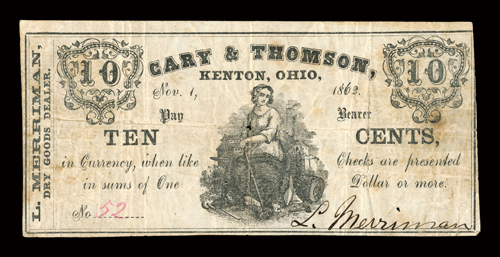 L. MERRIMAN,
DRY GOODS DEALER.
10
CARY & THOMSON,
10
KENTON, OHIO,
Nov. 1, 1862.
Pay Bearer
TEN CENTS,
in Currency, when like Checks are presented
in sums of One Dollar or more.
No 52
L. Merriman